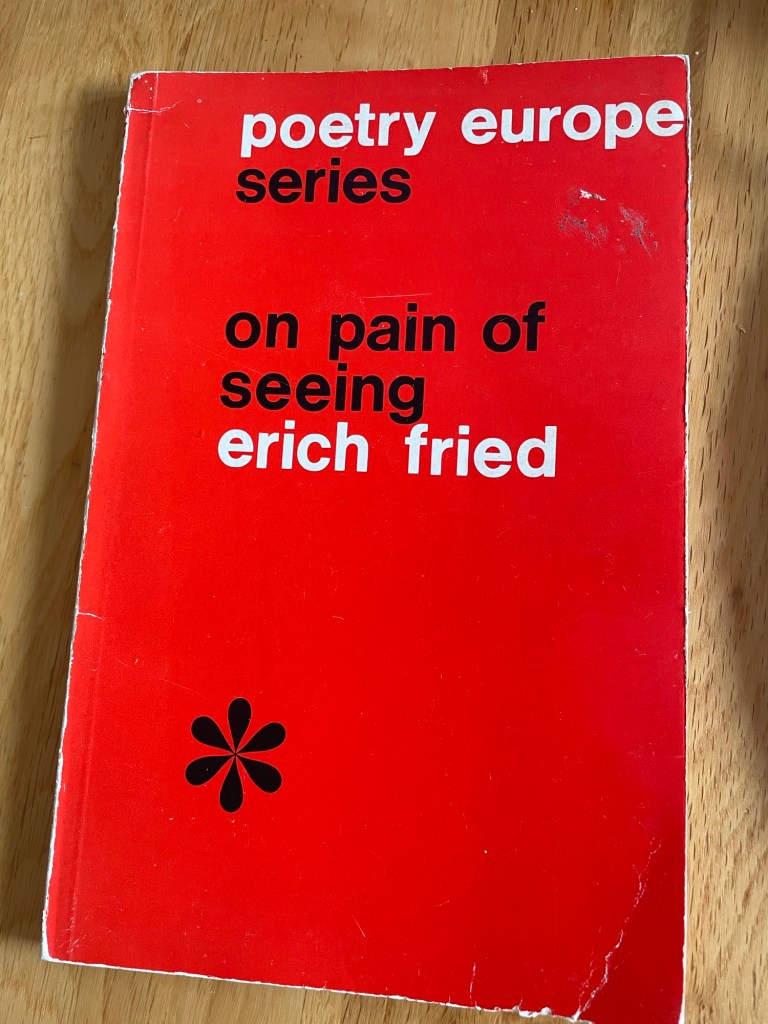 poetry europe
series
on pain of
seeing
erich fried